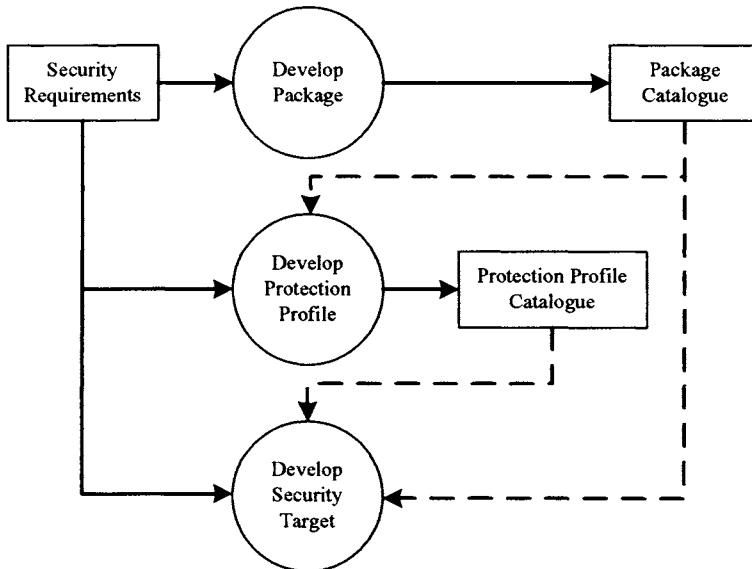 Security
Requirements
Develop
Package
Package
Catalogue
Develop
Protection
Profile
Protection Profile
Catalogue
Develop
Security
Target